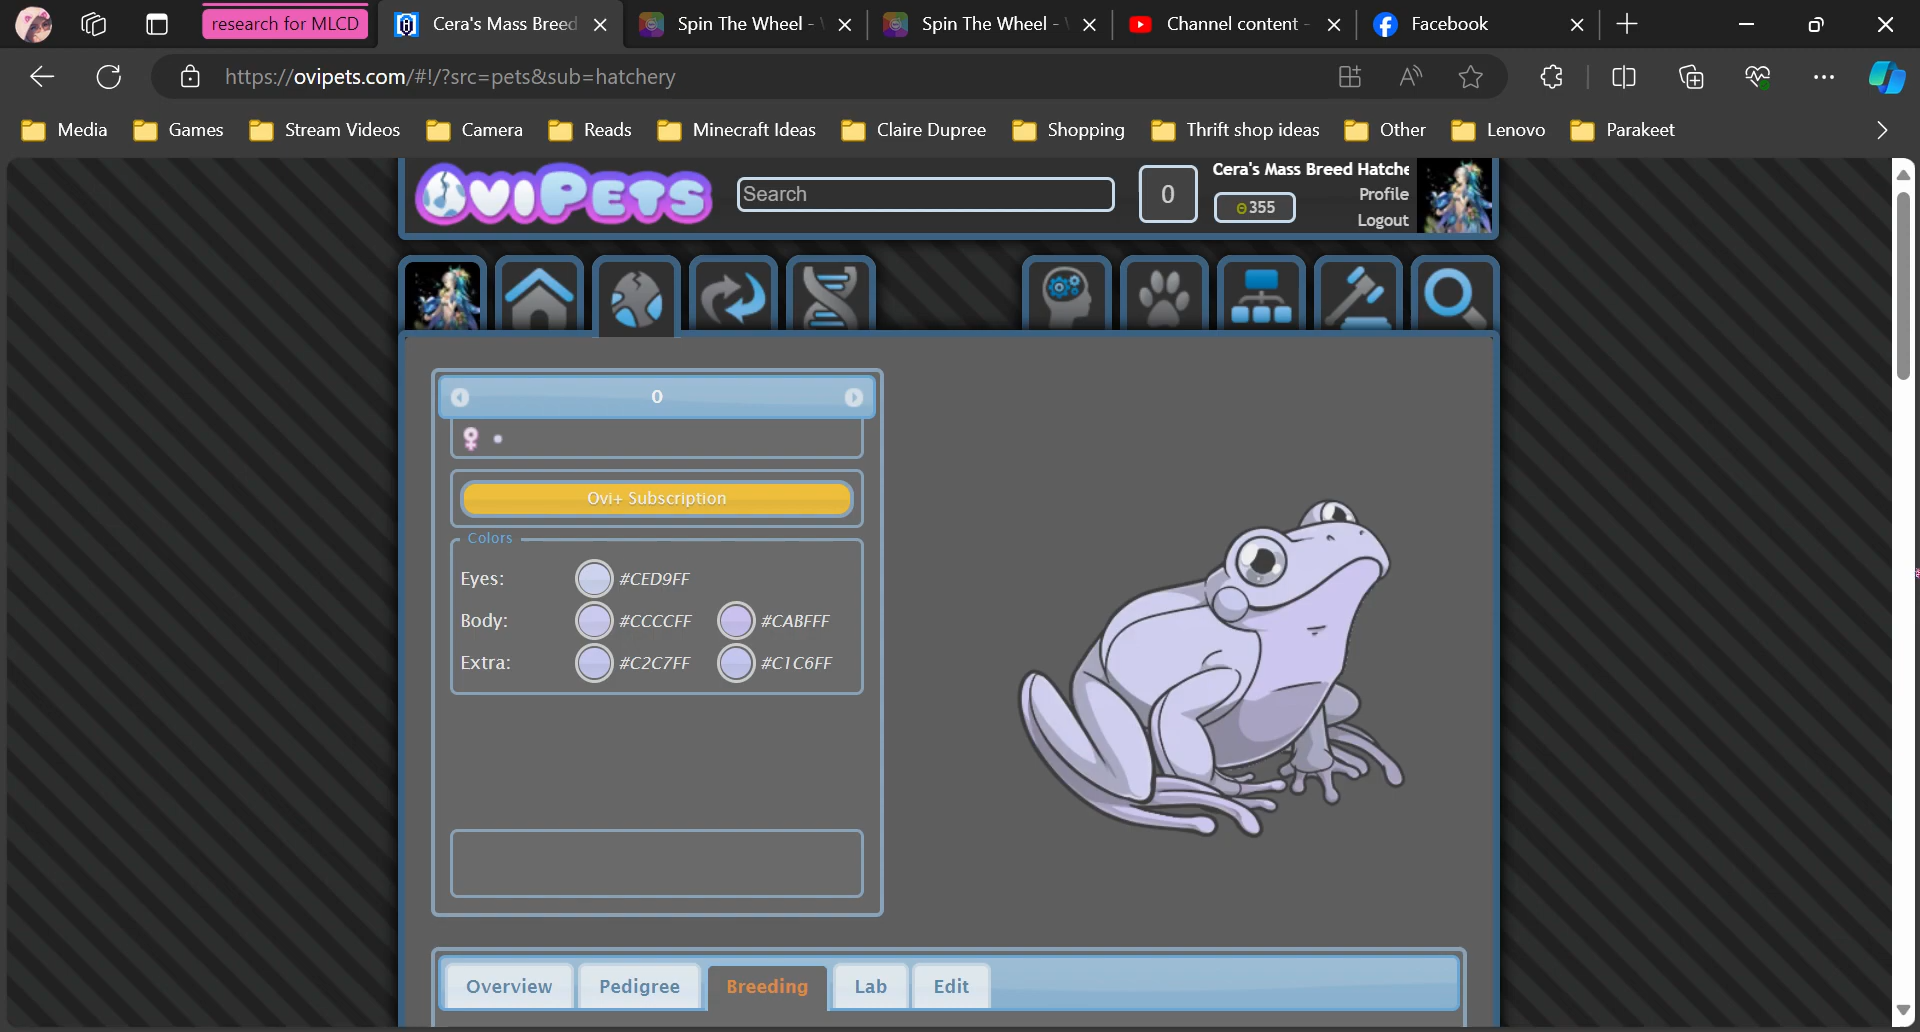 research for MLCD
Cera's Mass Breed
Spin The Wheel -
Spin The Wheel -
Channel content -
Facebook
https://ovipets.com/#!/?src=pets&sub=hatchery
Media
Games
Stream Videos
Camera
Reads
Minecraft Ideas
Claire Dupree
Shopping
Thrift shop ideas
Other
Lenovo
Parakeet
OviPets
Search
0
Cera's Mass Breed Hatche
355
Profile
Logout
0
Ovi+ Subscription
Colors
Eyes: #CED9FF
Body: #CCCCFF #CABFFF
Extra: #C2C7FF #C1C6FF
Overview
Pedigree
Breeding
Lab
Edit